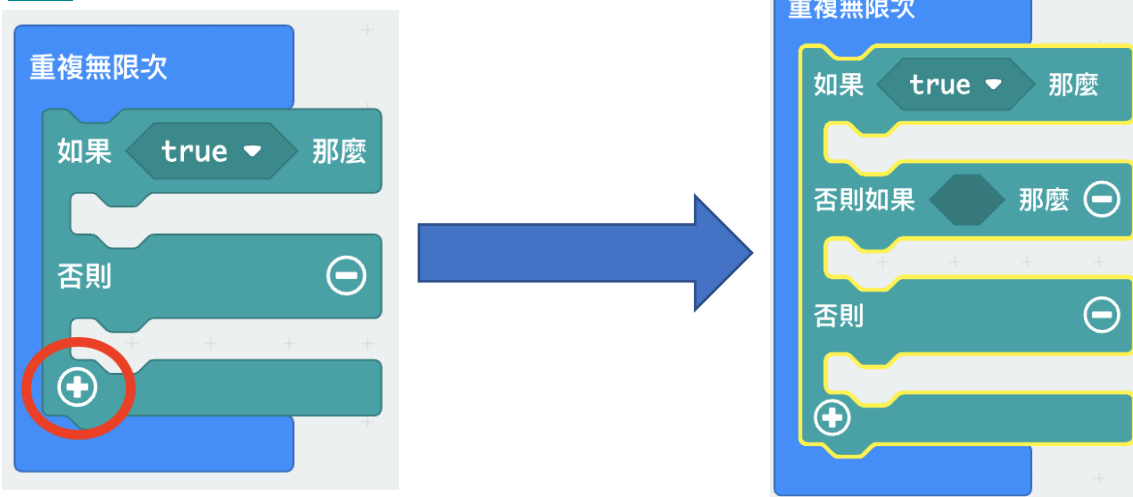 重複無限次
如果 true 那麼
否則
重複無限次
如果 true 那麼
否則如果 那麼
否則